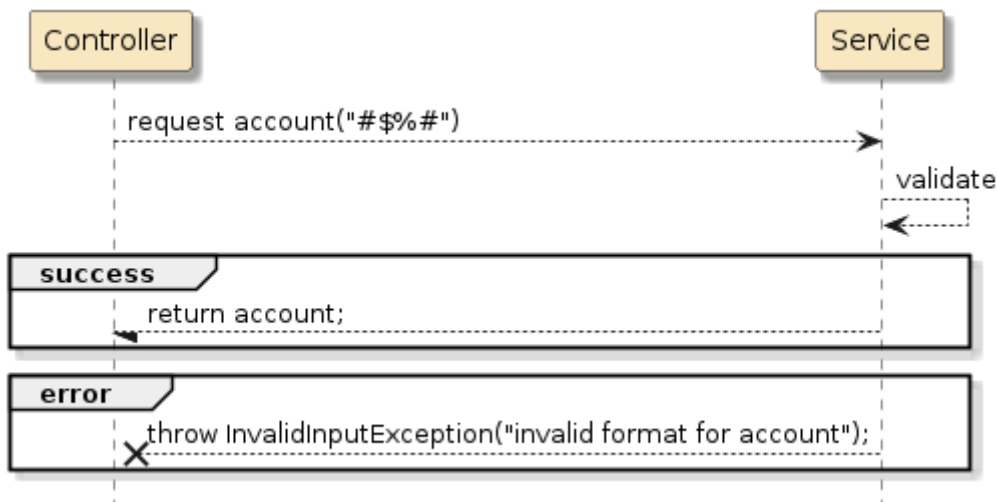 Controller
Service
request account("#$%#")
validate
success
return account;
error
throw InvalidInputException("invalid format for account");